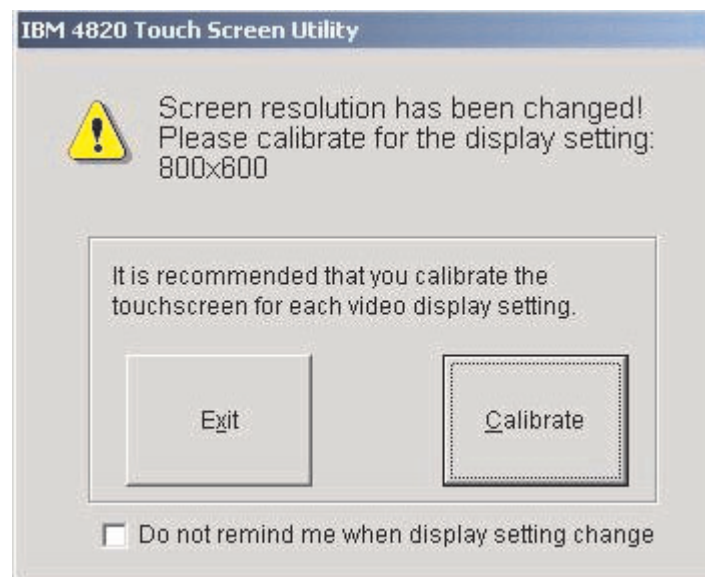 IBM 4820 Touch Screen Utility
Screen resolution has been changed!
Please calibrate for the display setting:
800x600
It is recommended that you calibrate the
touchscreen for each video display setting.
Exit
Calibrate
Do not remind me when display setting change